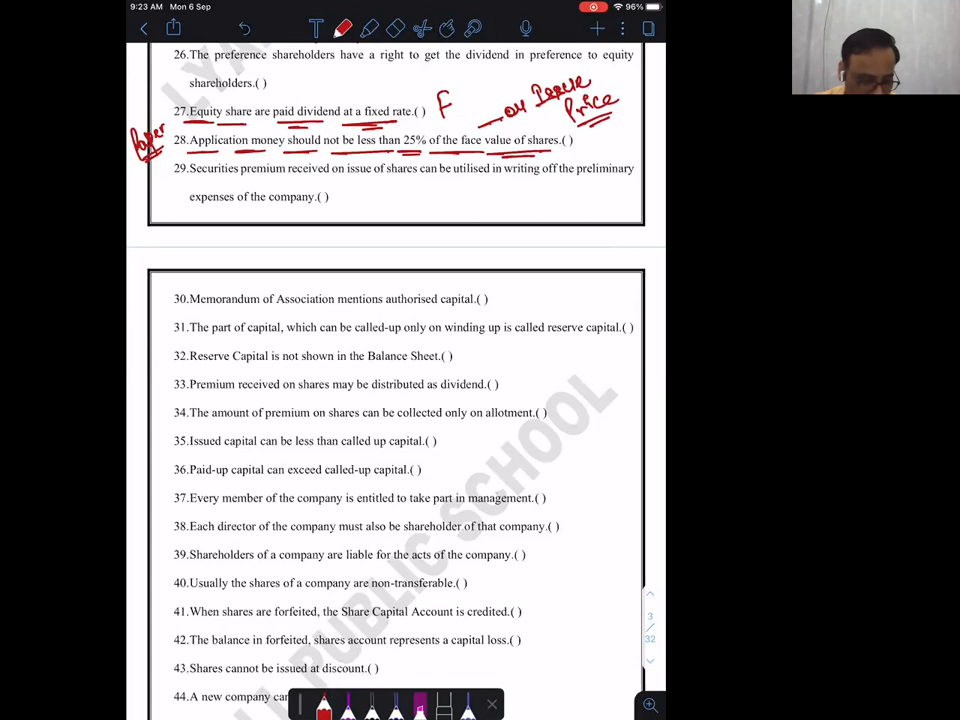 9:23 AM Mon 6 Sep
96%
26.The preference shareholders have a right to get the dividend in preference to equity
shareholders.( )
27.Equity share are paid dividend at a fixed rate.( ) F
on Issue
Price
Paper
28.Application money should not be less than 25% of the face value of shares.( )
29.Securities premium received on issue of shares can be utilised in writing off the preliminary
expenses of the company.( )
30.Memorandum of Association mentions authorised capital.( )
31.The part of capital, which can be called-up only on winding up is called reserve capital.( )
32.Reserve Capital is not shown in the Balance Sheet.( )
33.Premium received on shares may be distributed as dividend.( )
34.The amount of premium on shares can be collected only on allotment.( )
35.Issued capital can be less than called up capital.( )
36.Paid-up capital can exceed called-up capital.( )
37.Every member of the company is entitled to take part in management.( )
38.Each director of the company must also be shareholder of that company.( )
39.Shareholders of a company are liable for the acts of the company.( )
40.Usually the shares of a company are non-transferable.( )
41.When shares are forfeited, the Share Capital Account is credited.( )
42.The balance in forfeited, shares account represents a capital loss.( )
43.Shares cannot be issued at discount.( )
44.A new company can
3
/
32
PUBLIC SCHOOL